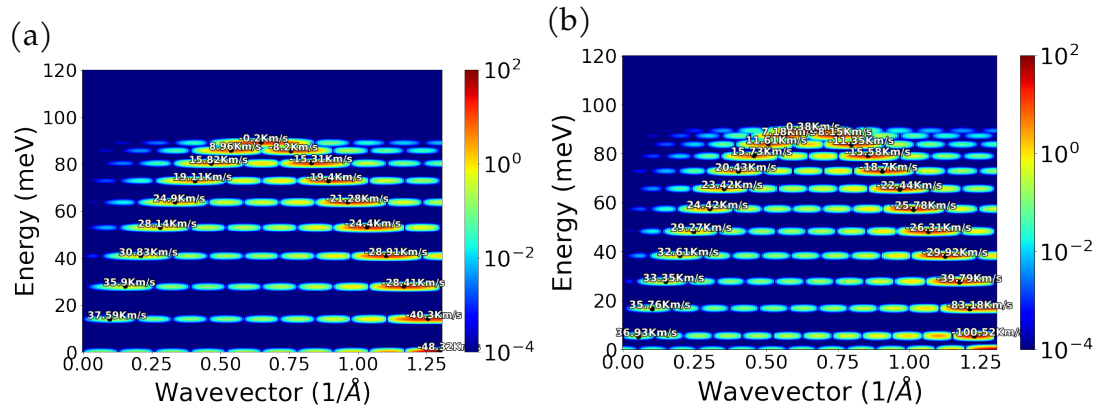 (a)
(b)
120
100
80
60
40
20
0
Energy (meV)
0.00 0.25 0.50 0.75 1.00 1.25
Wavevector (1/Å)
10²
10⁰
10⁻²
10⁻⁴
-0.2Km/s
8.96Km/s -8.2Km/s
15.82Km/s -15.31Km/s
19.11Km/s -19.4Km/s
24.9Km/s -21.28Km/s
28.14Km/s -24.4Km/s
30.83Km/s -28.91Km/s
35.9Km/s -28.41Km/s
37.59Km/s -40.3Km/s
-48.32Km/s
120
100
80
60
40
20
0
Energy (meV)
0.00 0.25 0.50 0.75 1.00 1.25
Wavevector (1/Å)
10²
10⁰
10⁻²
10⁻⁴
0.38Km/s
7.18Km/s -8.15Km/s
11.61Km/s -11.35Km/s
15.73Km/s -15.58Km/s
20.43Km/s -18.7Km/s
23.42Km/s -22.44Km/s
24.42Km/s -25.78Km/s
29.27Km/s -26.31Km/s
32.61Km/s -29.92Km/s
33.35Km/s -39.79Km/s
35.76Km/s -83.18Km/s
36.93Km/s -100.52Km/s